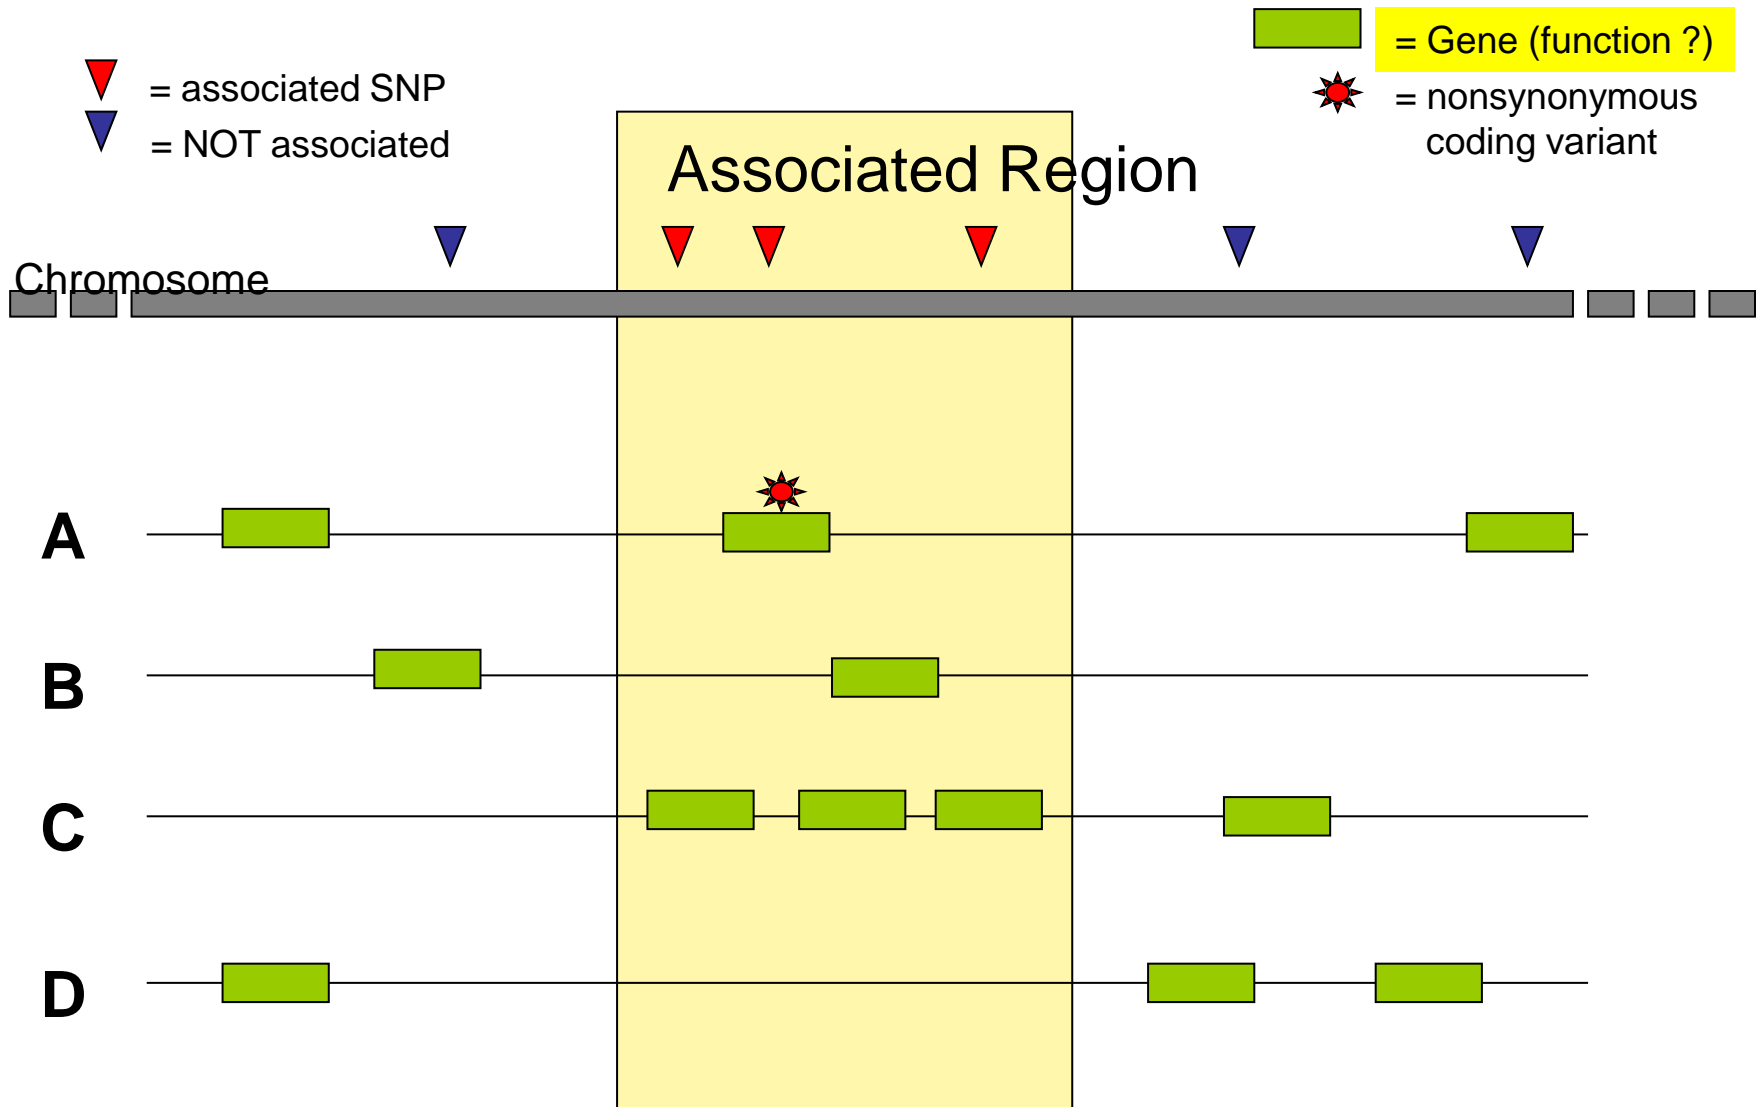 = Gene (function ?)
= associated SNP
= nonsynonymous
coding variant
= NOT associated
Associated Region
Chromosome
A
B
C
D